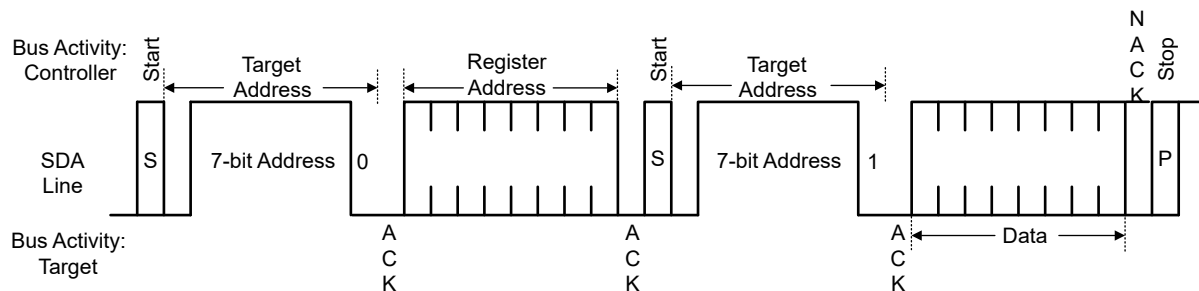 Bus Activity:
Controller
Start
Target
Address
Register
Address
Start
Target
Address
N
A
C
K
Stop
SDA
Line
S
7-bit Address
0
S
7-bit Address
1
P
Bus Activity:
Target
A
C
K
A
C
K
A
C
K
Data